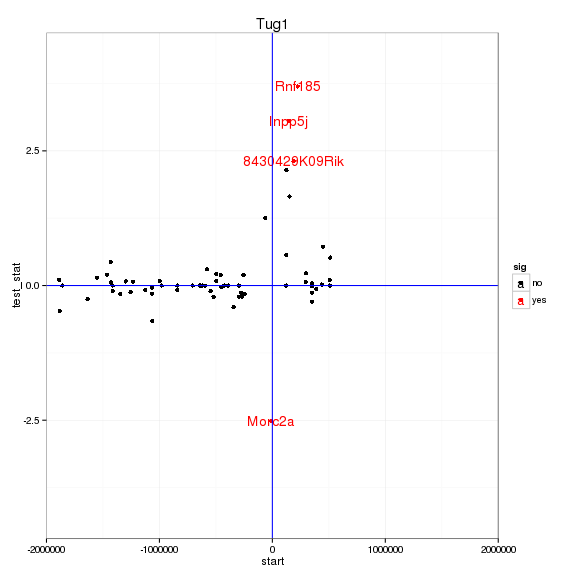 Tug1
Rnf185
Inpp5j
2.5
8430429K09Rik
sig
test_stat
0.0
a no
a yes
-2.5
Morc2a
-2000000 -1000000 0 1000000 2000000
start